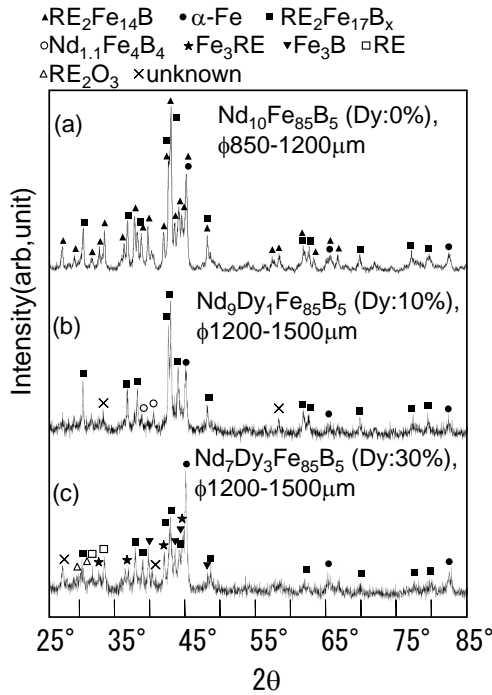 ▲RE₂Fe₁₄B ●α-Fe ■RE₂Fe₁₇Bₓ
○Nd₁.₁Fe₄B₄ ★Fe₃RE ▼Fe₃B □RE
△RE₂O₃ ×unknown
(a) Nd₁₀Fe₈₅B₅ (Dy:0%),
φ850-1200μm
(b) Nd₉Dy₁Fe₈₅B₅ (Dy:10%),
φ1200-1500μm
(c) Nd₇Dy₃Fe₈₅B₅ (Dy:30%),
φ1200-1500μm
Intensity(arb,unit)
25° 35° 45° 55° 65° 75° 85°
2θ